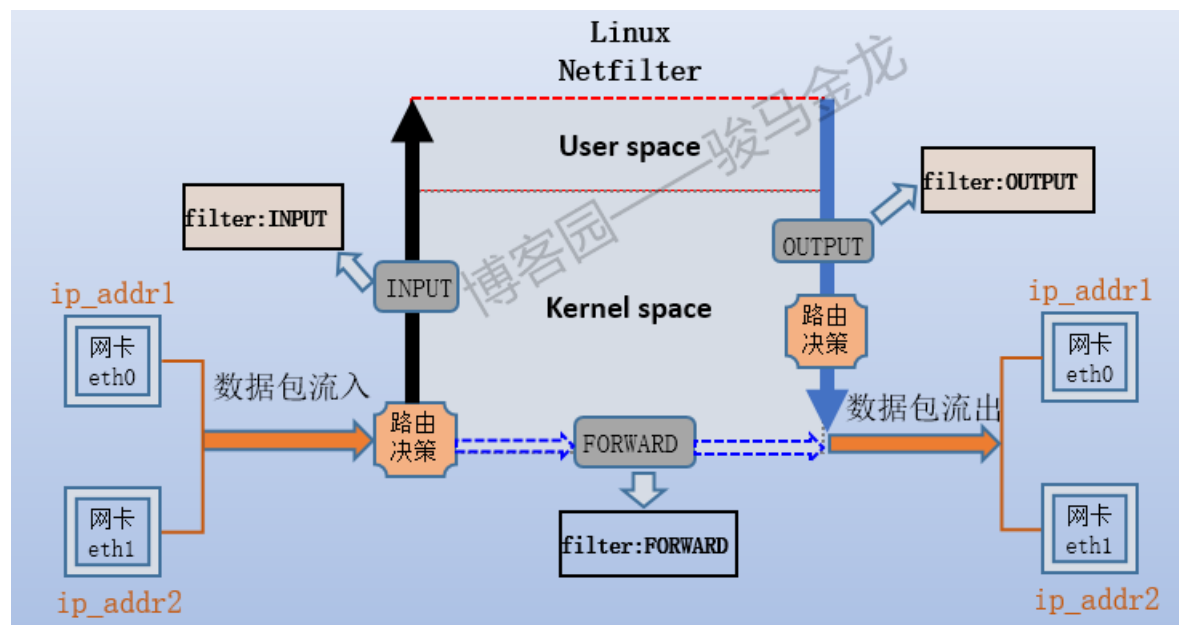 Linux
Netfilter
User space
filter:INPUT
filter:OUTPUT
INPUT
OUTPUT
Kernel space
博客园——骏马金龙
ip_addr1
网卡
eth0
数据包流入
路由
决策
FORWARD
filter:FORWARD
网卡
eth1
ip_addr2
路由
决策
数据包流出
ip_addr1
网卡
eth0
网卡
eth1
ip_addr2